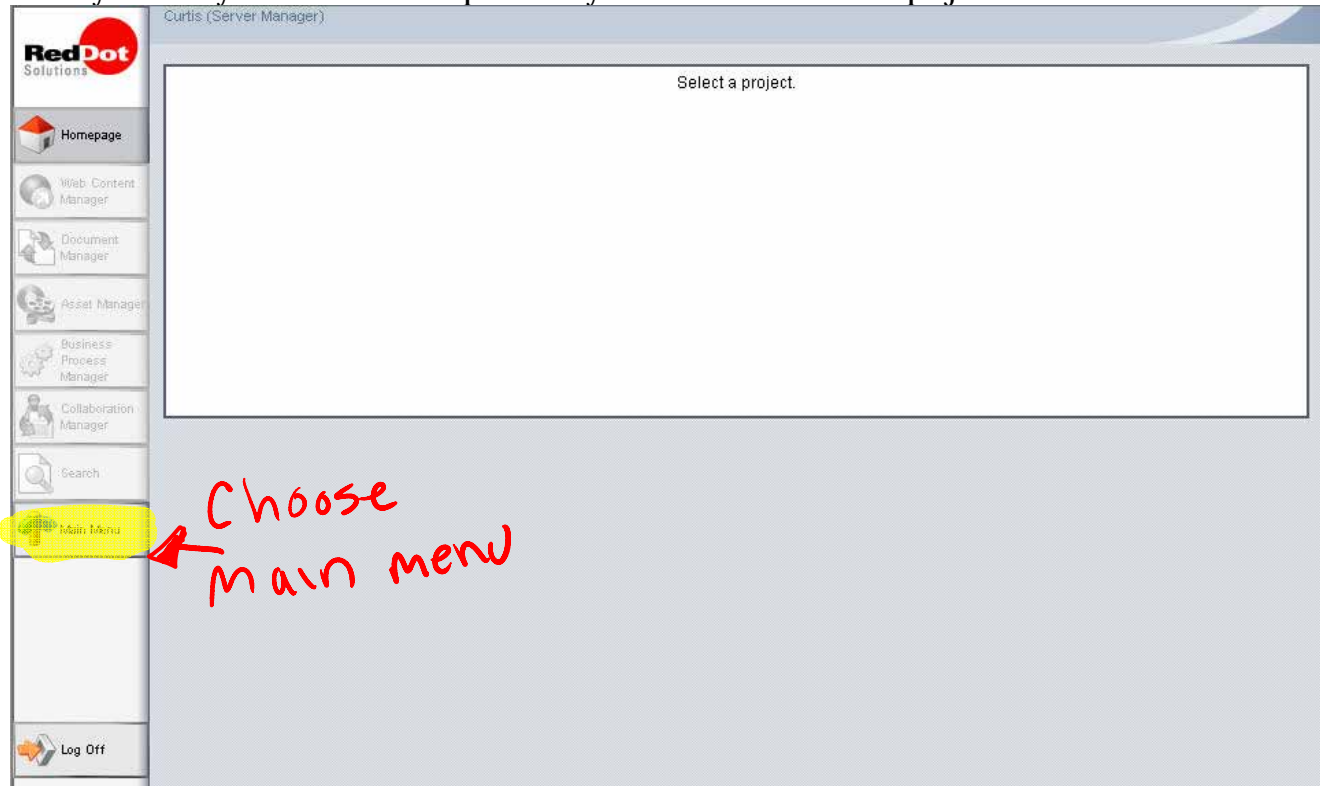 Curtis (Server Manager)
RedDot
Solutions
Select a project.
Homepage
Web Content
Manager
Document
Manager
Asset Manager
Business
Process
Manager
Collaboration
Manager
Search
Main Menu
Choose
Main menu
Log Off